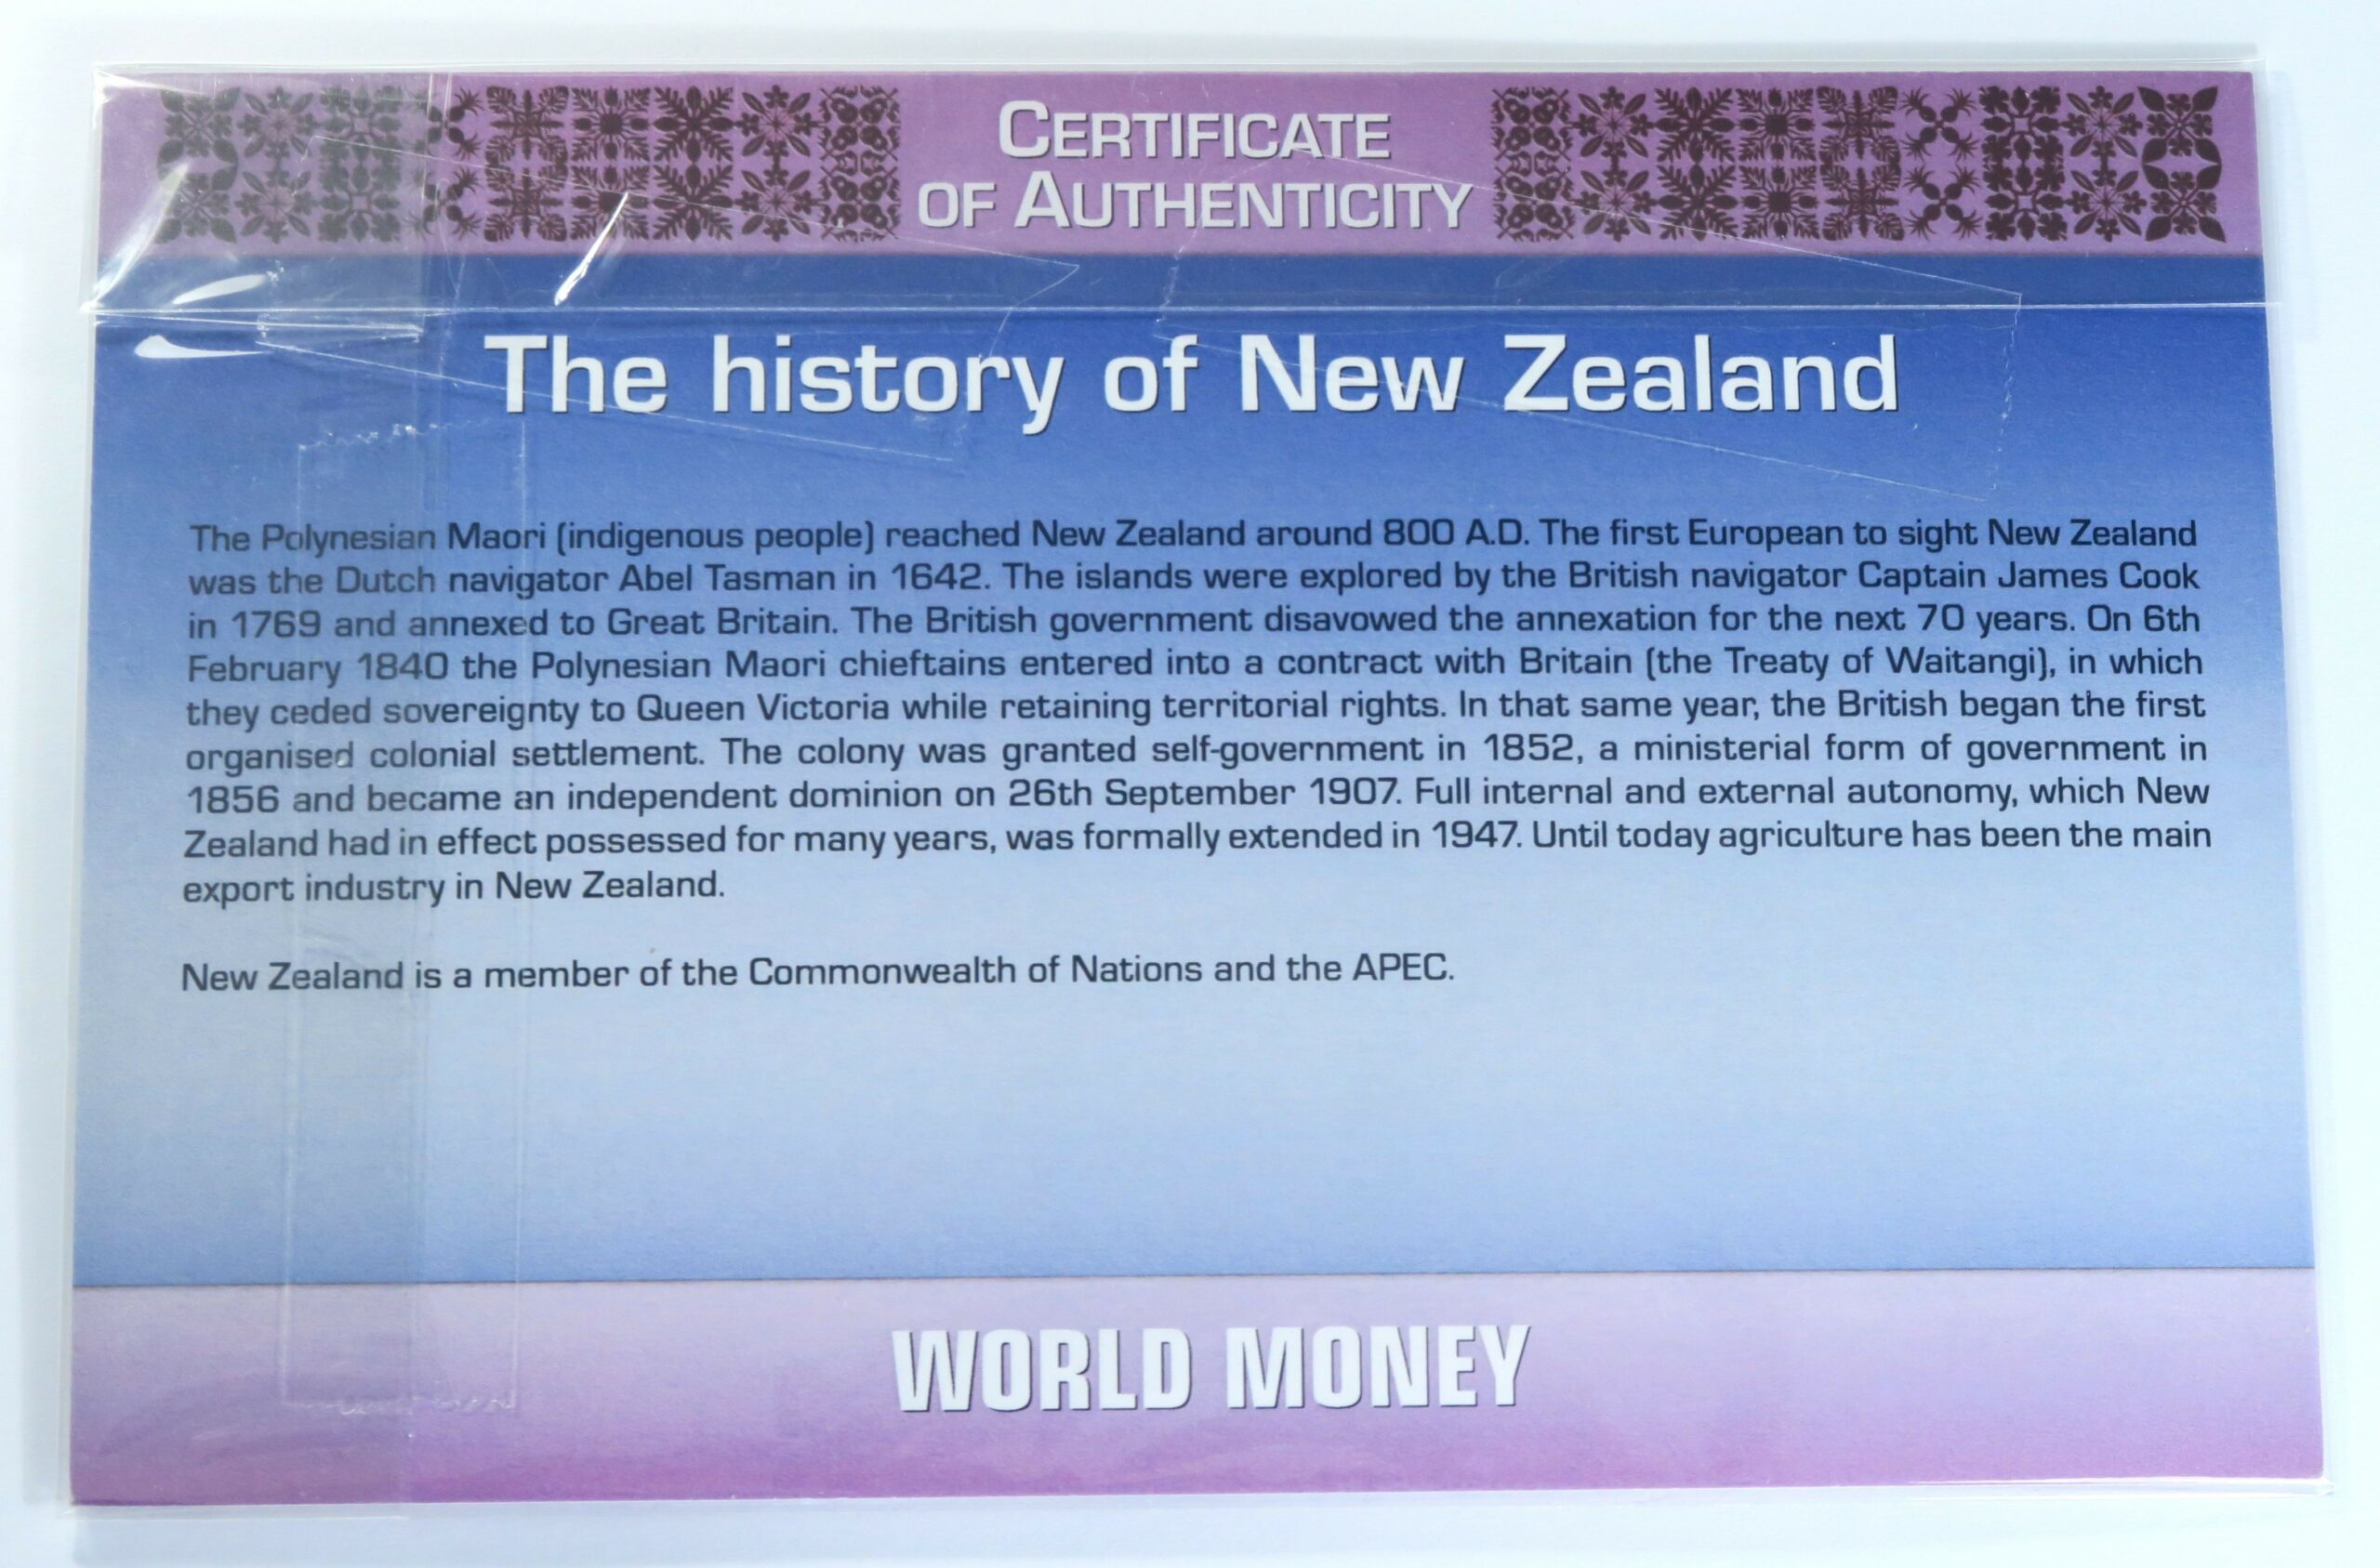 CERTIFICATE
OF AUTHENTICITY
The history of New Zealand
The Polynesian Maori (indigenous people) reached New Zealand around 800 A.D. The first European to sight New Zealand
was the Dutch navigator Abel Tasman in 1642. The islands were explored by the British navigator Captain James Cook
in 1769 and annexed to Great Britain. The British government disavowed the annexation for the next 70 years. On 6th
February 1840 the Polynesian Maori chieftains entered into a contract with Britain (the Treaty of Waitangi), in which
they ceded sovereignty to Queen Victoria while retaining territorial rights. In that same year, the British began the first
organised colonial settlement. The colony was granted self-government in 1852, a ministerial form of government in
1856 and became an independent dominion on 26th September 1907. Full internal and external autonomy, which New
Zealand had in effect possessed for many years, was formally extended in 1947. Until today agriculture has been the main
export industry in New Zealand.
New Zealand is a member of the Commonwealth of Nations and the APEC.
WORLD MONEY